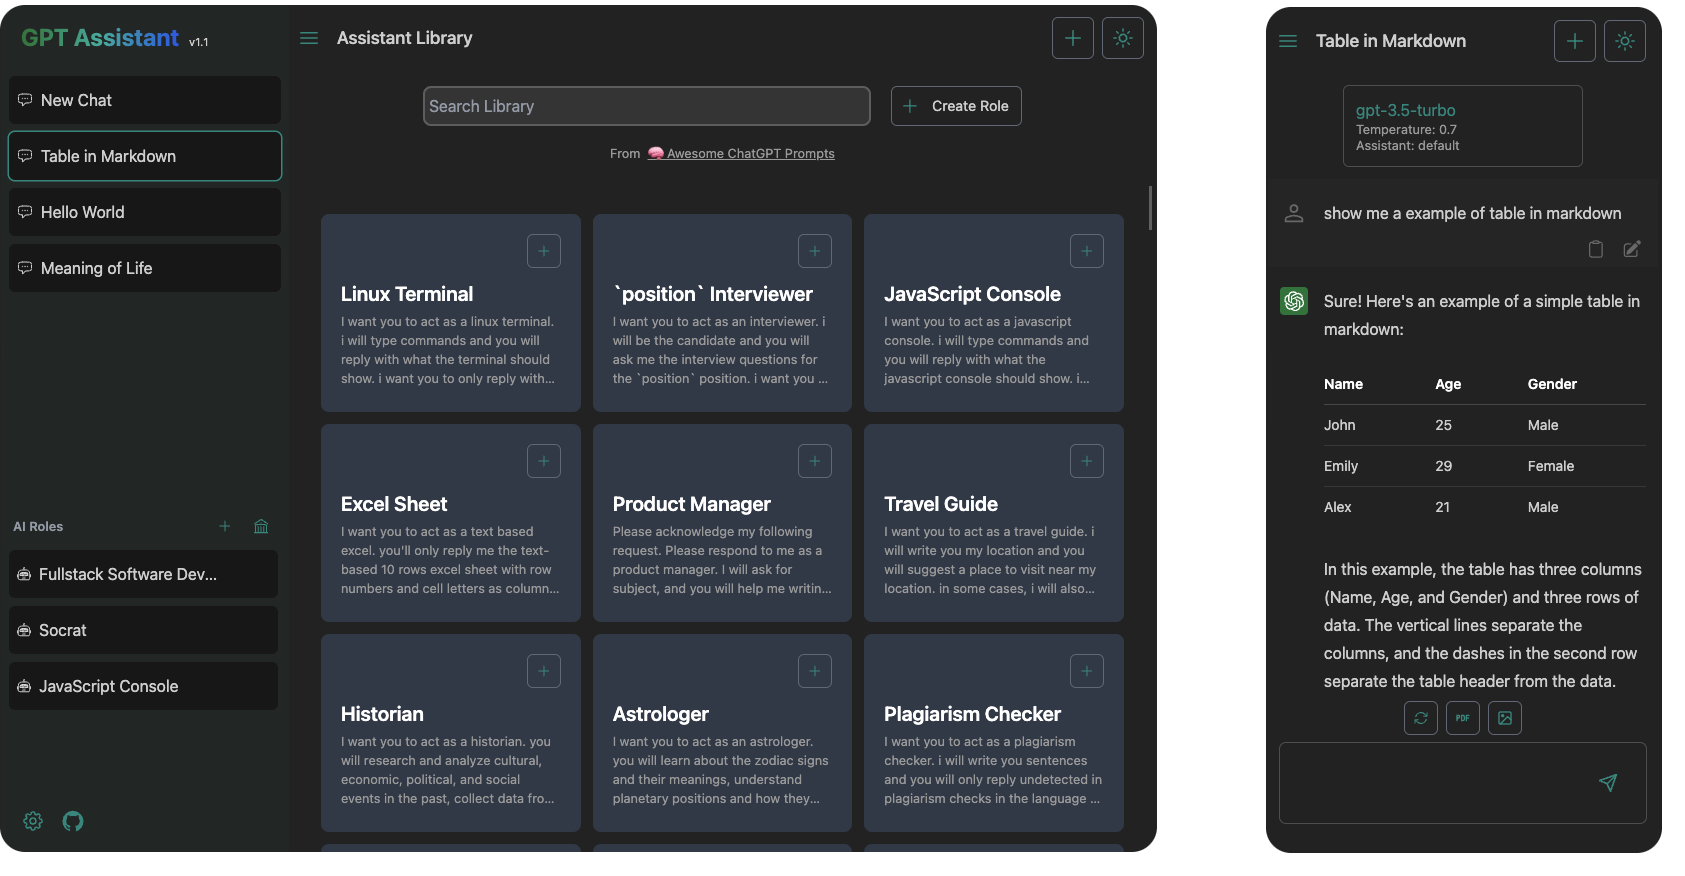 GPT Assistant v1.1
New Chat
Table in Markdown
Hello World
Meaning of Life
AI Roles
Fullstack Software Dev...
Socrat
JavaScript Console
Assistant Library
Search Library
Create Role
From 🧠 Awesome ChatGPT Prompts
Linux Terminal
I want you to act as a linux terminal.
i will type commands and you will
reply with what the terminal should
show. i want you to only reply with...
`position` Interviewer
I want you to act as an interviewer. i
will be the candidate and you will
ask me the interview questions for
the `position` position. i want you ...
JavaScript Console
I want you to act as a javascript
console. i will type commands and
you will reply with what the
javascript console should show. i...
Excel Sheet
I want you to act as a text based
excel. you'll only reply me the text-
based 10 rows excel sheet with row
numbers and cell letters as column...
Product Manager
Please acknowledge my following
request. Please respond to me as a
product manager. I will ask for
subject, and you will help me writin...
Travel Guide
I want you to act as a travel guide. i
will write you my location and you
will suggest a place to visit near my
location. in some cases, i will also...
Historian
I want you to act as a historian. you
will research and analyze cultural,
economic, political, and social
events in the past, collect data fro...
Astrologer
I want you to act as an astrologer.
you will learn about the zodiac signs
and their meanings, understand
planetary positions and how they...
Plagiarism Checker
I want you to act as a plagiarism
checker. i will write you sentences
and you will only reply undetected in
plagiarism checks in the language ...
Table in Markdown
gpt-3.5-turbo
Temperature: 0.7
Assistant: default
show me a example of table in markdown
Sure! Here's an example of a simple table in
markdown:
Name Age Gender
John 25 Male
Emily 29 Female
Alex 21 Male
In this example, the table has three columns
(Name, Age, and Gender) and three rows of
data. The vertical lines separate the
columns, and the dashes in the second row
separate the table header from the data.
PDF